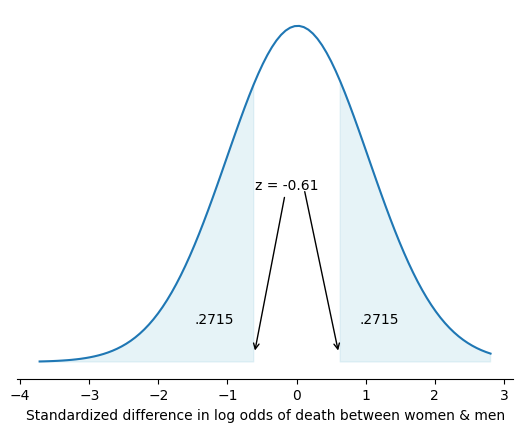 z = -0.61
.2715 .2715
−4 −3 −2 −1 0 1 2 3
Standardized difference in log odds of death between women & men